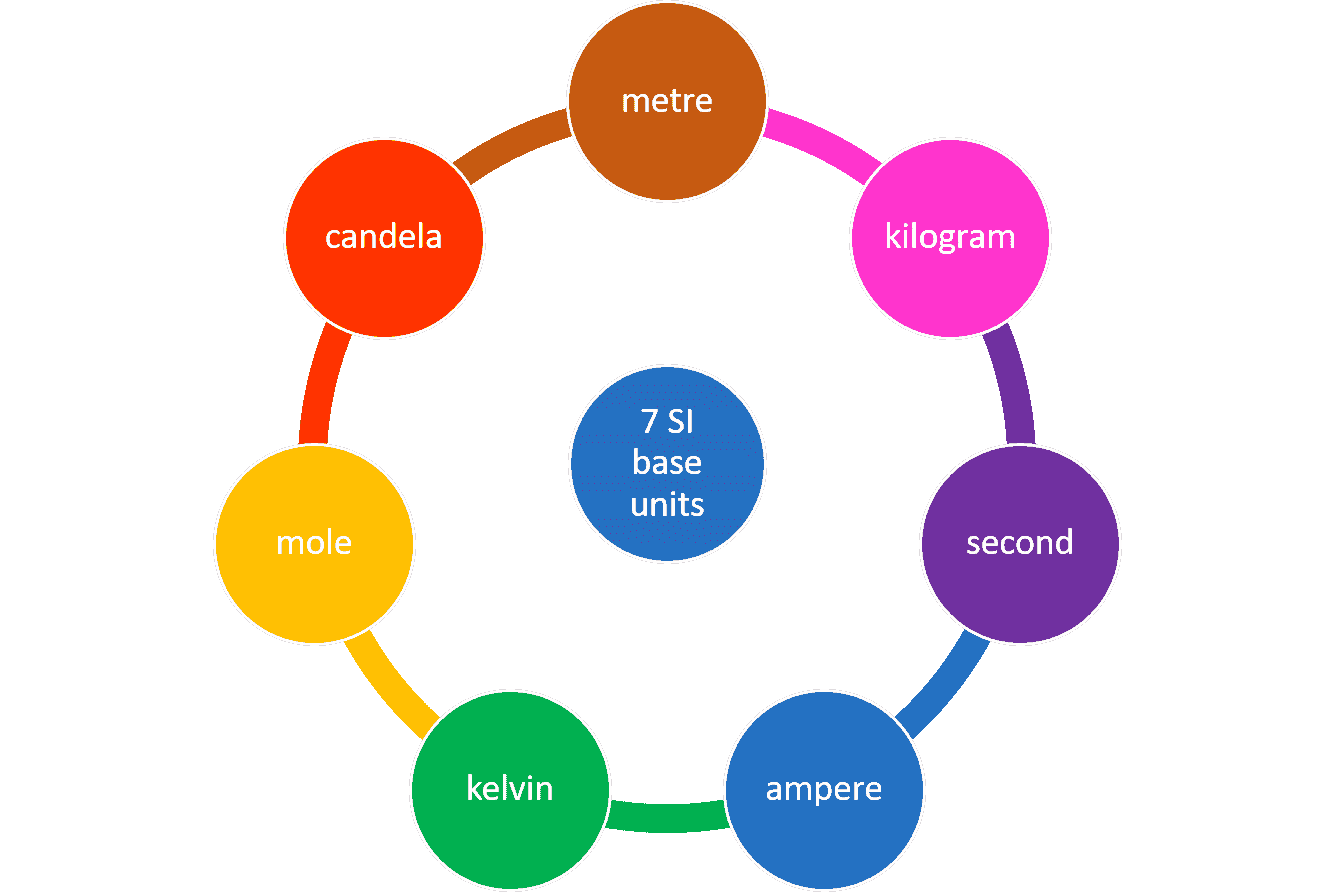 metre
kilogram
second
ampere
kelvin
mole
candela
7 SI
base
units